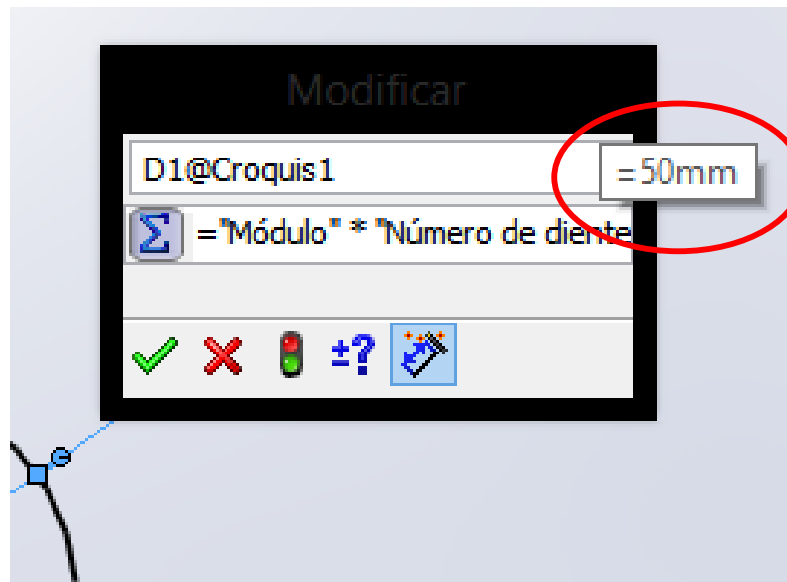 Modificar
D1@Croquis1
=50mm
="Módulo" * "Número de diente
±?